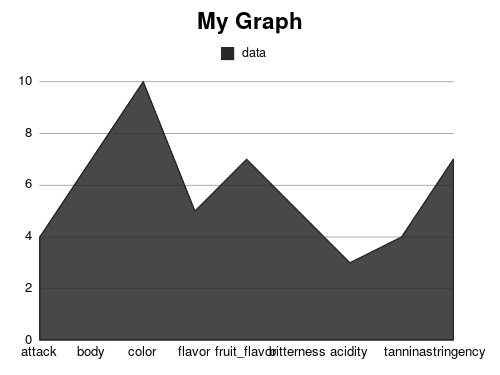 My Graph
data
10
8
6
4
2
0
attack body color flavor fruit_flavor bitterness acidity tannin astringency